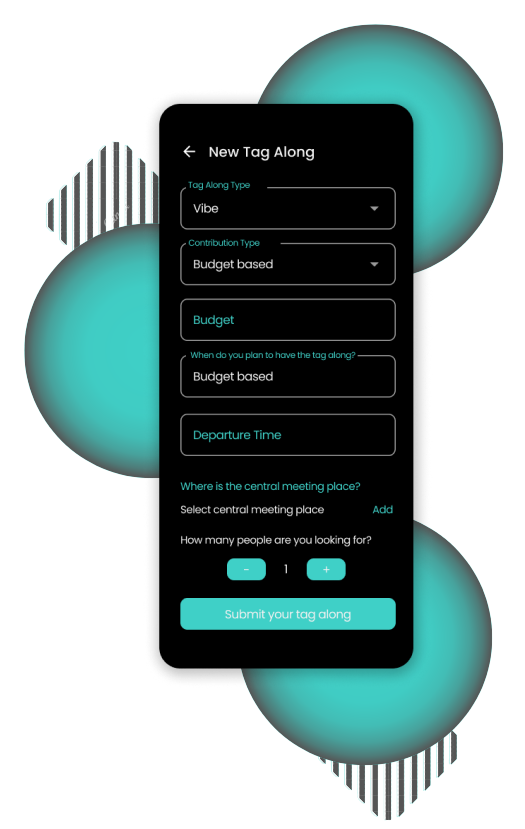 New Tag Along
Tag Along Type
Vibe
Contribution Type
Budget based
Budget
When do you plan to have the tag along?
Budget based
Departure Time
Where is the central meeting place?
Select central meeting place Add
How many people are you looking for?
- 1 +
Submit your tag along